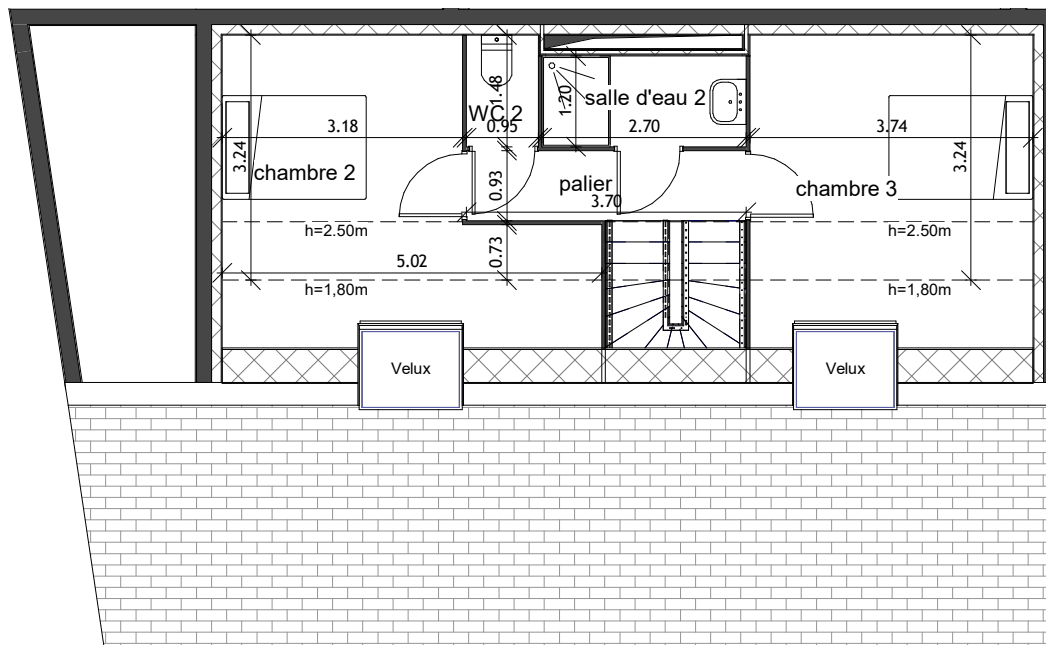 1.48
WC 2
1.20
salle d'eau 2
3.18
0.95
2.70
3.74
3.24
chambre 2
0.93
palier
3.70
chambre 3
3.24
h=2.50m
h=2.50m
0.73
5.02
h=1,80m
h=1,80m
Velux
Velux